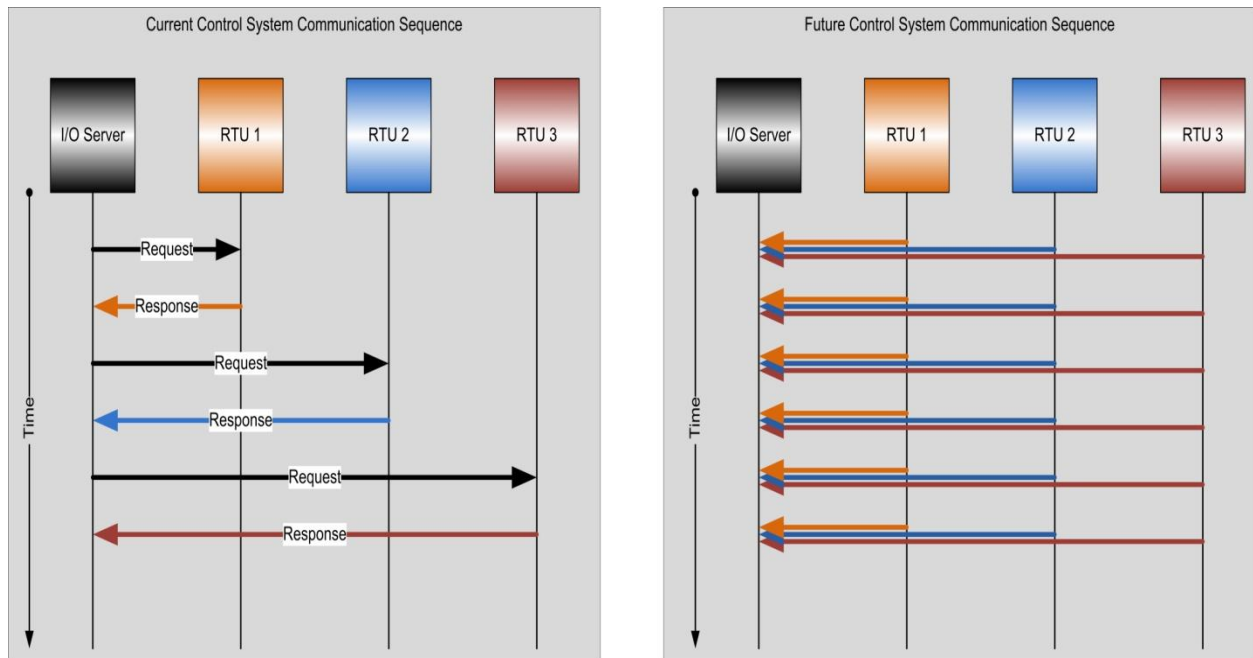 Current Control System Communication Sequence
I/O Server
RTU 1
RTU 2
RTU 3
Request
Response
Request
Response
Request
Response
Time
Future Control System Communication Sequence
I/O Server
RTU 1
RTU 2
RTU 3
Time